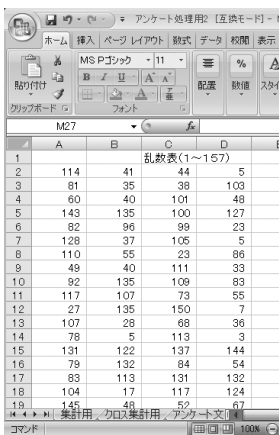 アンケート処理用2 [互換モード] - M
ホーム 挿入 ページ レイアウト 数式 データ 校閲 表示
貼り付け
MS Pゴシック 11
B I U A A
配置 数値 スタイ
クリップボード フォント
M27 fx
A B C D
1 乱数表(1～157)
2 114 41 44 5
3 81 35 38 103
4 60 40 101 48
5 143 135 100 127
6 82 96 99 23
7 128 37 105 5
8 110 55 23 86
9 49 40 111 33
10 92 135 109 83
11 117 107 73 55
12 27 135 150 7
13 107 28 68 36
14 78 5 113 3
15 131 122 137 144
16 79 132 84 54
17 83 113 131 132
18 104 17 117 124
19 145 48 52 67
集計用 クロス集計用 アンケート文
コマンド 100%